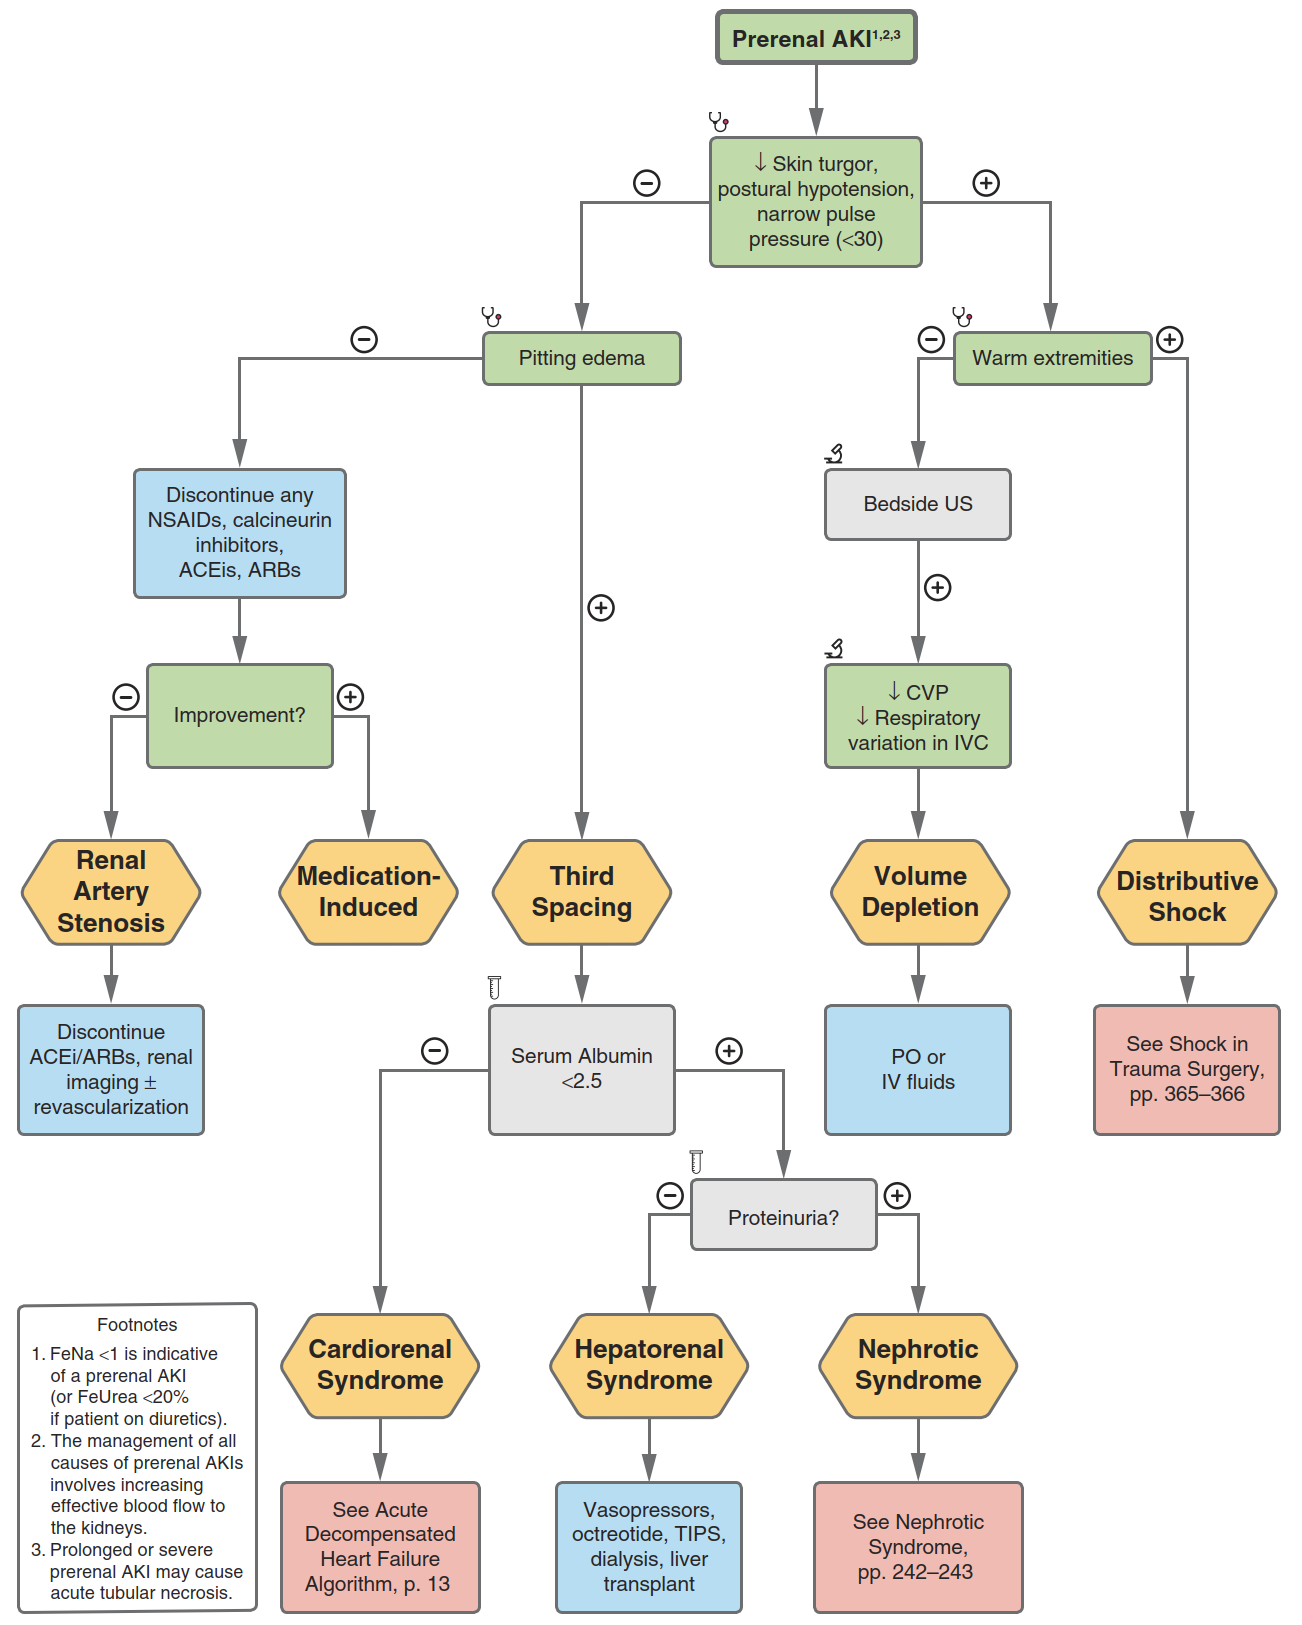 Prerenal AKI1,2,3
↓ Skin turgor,
postural hypotension,
narrow pulse
pressure (<30)
Pitting edema
Warm extremities
Discontinue any
NSAIDs, calcineurin
inhibitors,
ACEis, ARBs
Bedside US
Improvement?
↓ CVP
↓ Respiratory
variation in IVC
Renal
Artery
Stenosis
Medication-
Induced
Third
Spacing
Volume
Depletion
Distributive
Shock
Discontinue
ACEi/ARBs, renal
imaging ±
revascularization
Serum Albumin
<2.5
PO or
IV fluids
See Shock in
Trauma Surgery,
pp. 365–366
Proteinuria?
Cardiorenal
Syndrome
Hepatorenal
Syndrome
Nephrotic
Syndrome
See Acute
Decompensated
Heart Failure
Algorithm, p. 13
Vasopressors,
octreotide, TIPS,
dialysis, liver
transplant
See Nephrotic
Syndrome,
pp. 242–243
Footnotes
1. FeNa <1 is indicative
of a prerenal AKI
(or FeUrea <20%
if patient on diuretics).
2. The management of all
causes of prerenal AKIs
involves increasing
effective blood flow to
the kidneys.
3. Prolonged or severe
prerenal AKI may cause
acute tubular necrosis.